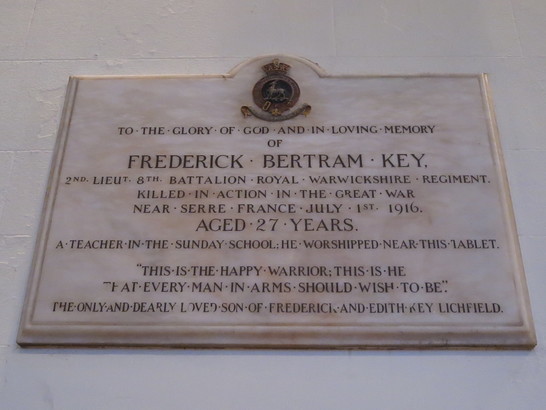 TO·THE·GLORY·OF·GOD·AND·IN·LOVING·MEMORY
OF
FREDERICK·BERTRAM·KEY,
2ND. LIEUT. 8TH. BATTALION·ROYAL·WARWICKSHIRE·REGIMENT.
KILLED·IN·ACTION·IN·THE·GREAT·WAR
NEAR·SERRE·FRANCE·JULY·1ST. 1916.
AGED·27·YEARS.
A·TEACHER·IN·THE·SUNDAY·SCHOOL: HE·WORSHIPPED·NEAR·THIS·TABLET.
"THIS·IS·THE·HAPPY·WARRIOR; THIS·IS·HE
THAT·EVERY·MAN·IN·ARMS·SHOULD·WISH·TO·BE".
THE·ONLY·AND·DEARLY·LOVED·SON·OF·FREDERICK·AND·EDITH·KEY LICHFIELD.